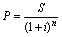 P = S / (1 + i)^n